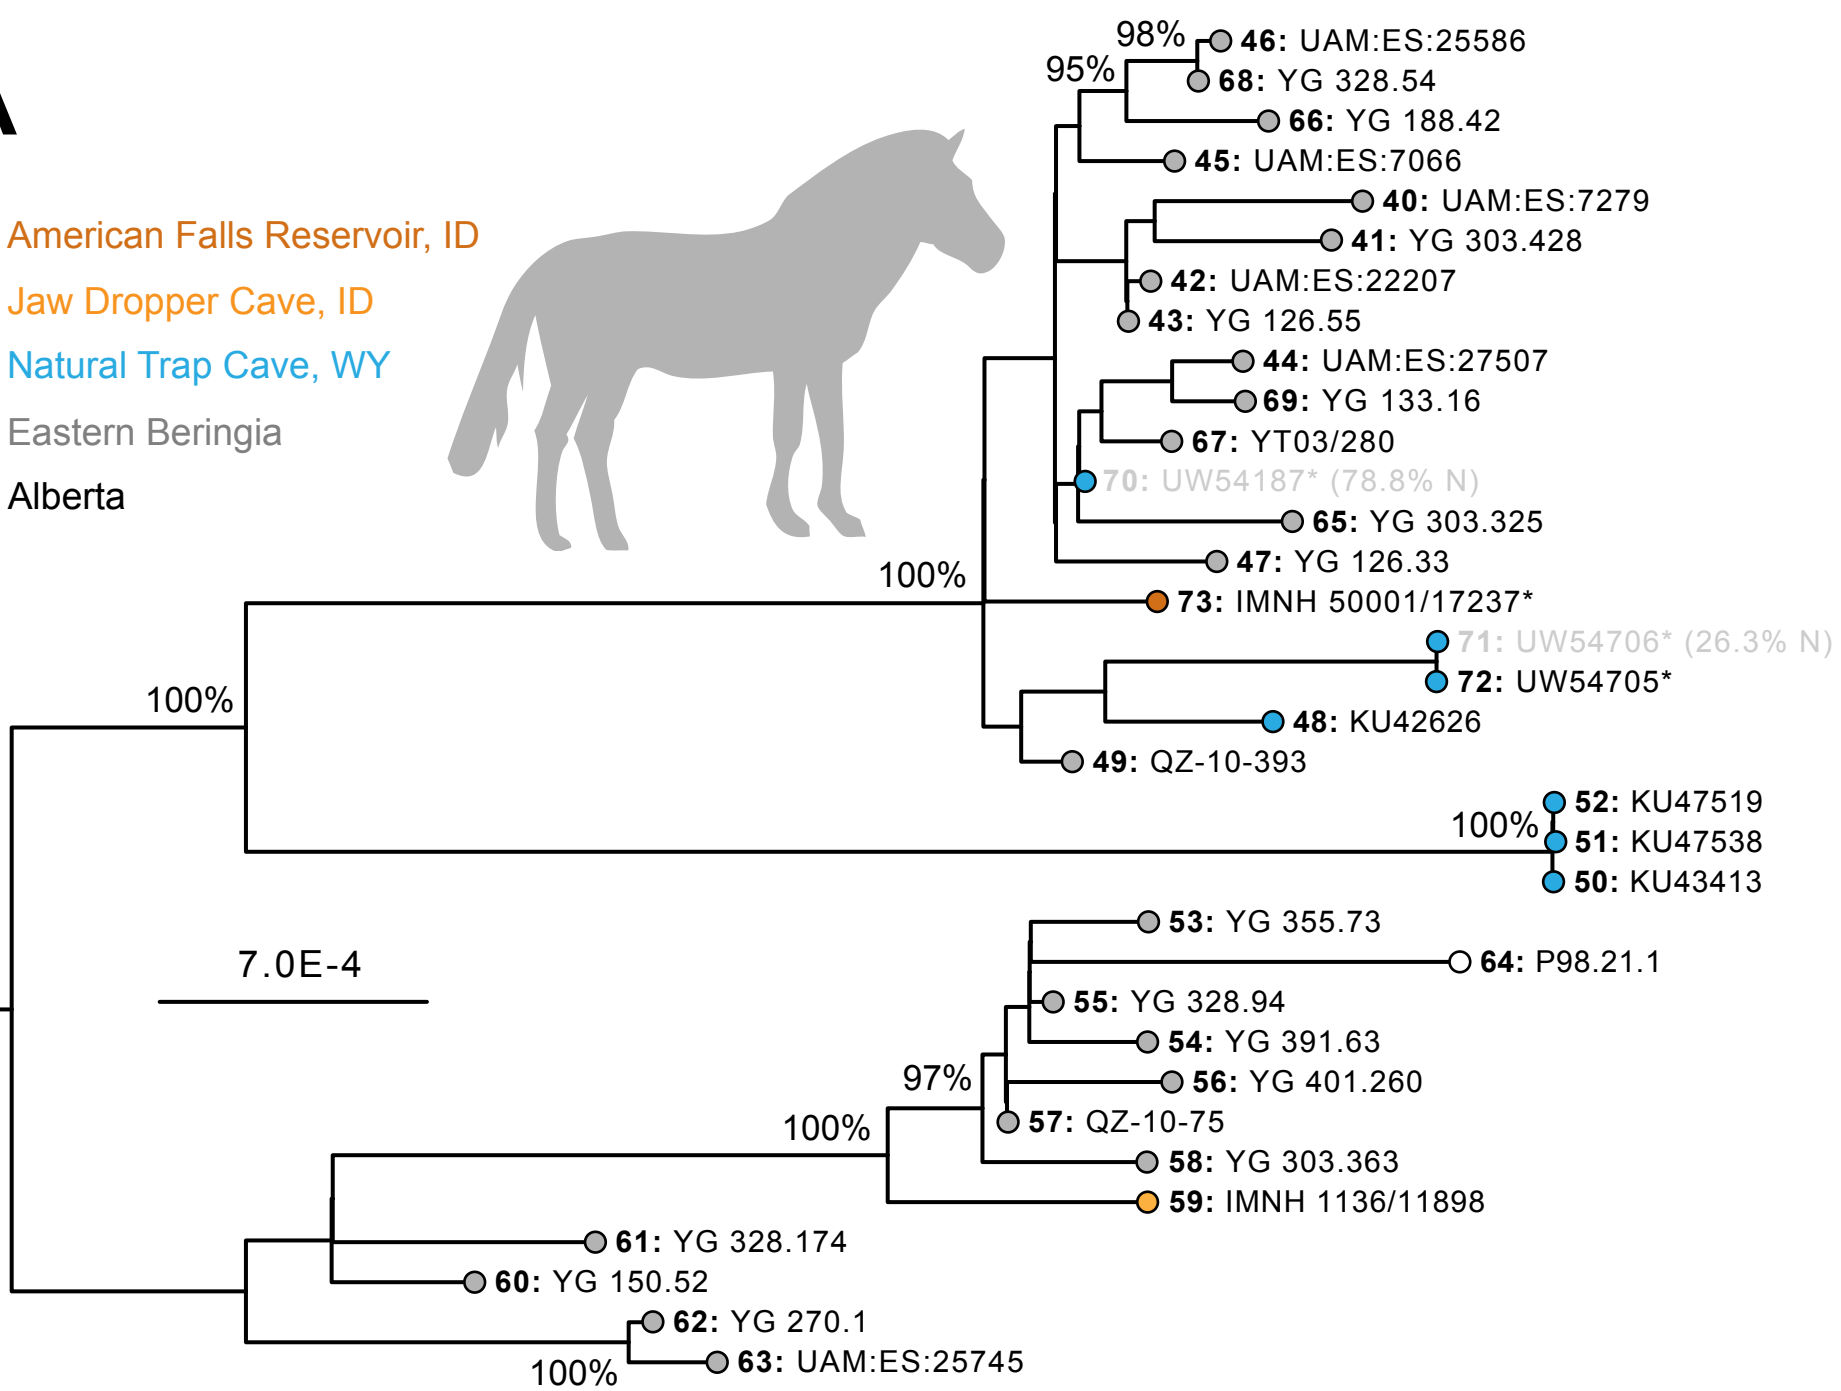 A
American Falls Reservoir, ID
Jaw Dropper Cave, ID
Natural Trap Cave, WY
Eastern Beringia
Alberta
98%
95%
46: UAM:ES:25586
68: YG 328.54
66: YG 188.42
45: UAM:ES:7066
40: UAM:ES:7279
41: YG 303.428
42: UAM:ES:22207
43: YG 126.55
44: UAM:ES:27507
69: YG 133.16
67: YT03/280
70: UW54187* (78.8% N)
65: YG 303.325
47: YG 126.33
100%
73: IMNH 50001/17237*
71: UW54706* (26.3% N)
72: UW54705*
100%
48: KU42626
49: QZ-10-393
52: KU47519
100%
51: KU47538
50: KU43413
53: YG 355.73
7.0E-4
64: P98.21.1
55: YG 328.94
54: YG 391.63
97%
56: YG 401.260
100%
57: QZ-10-75
58: YG 303.363
59: IMNH 1136/11898
61: YG 328.174
60: YG 150.52
62: YG 270.1
100%
63: UAM:ES:25745